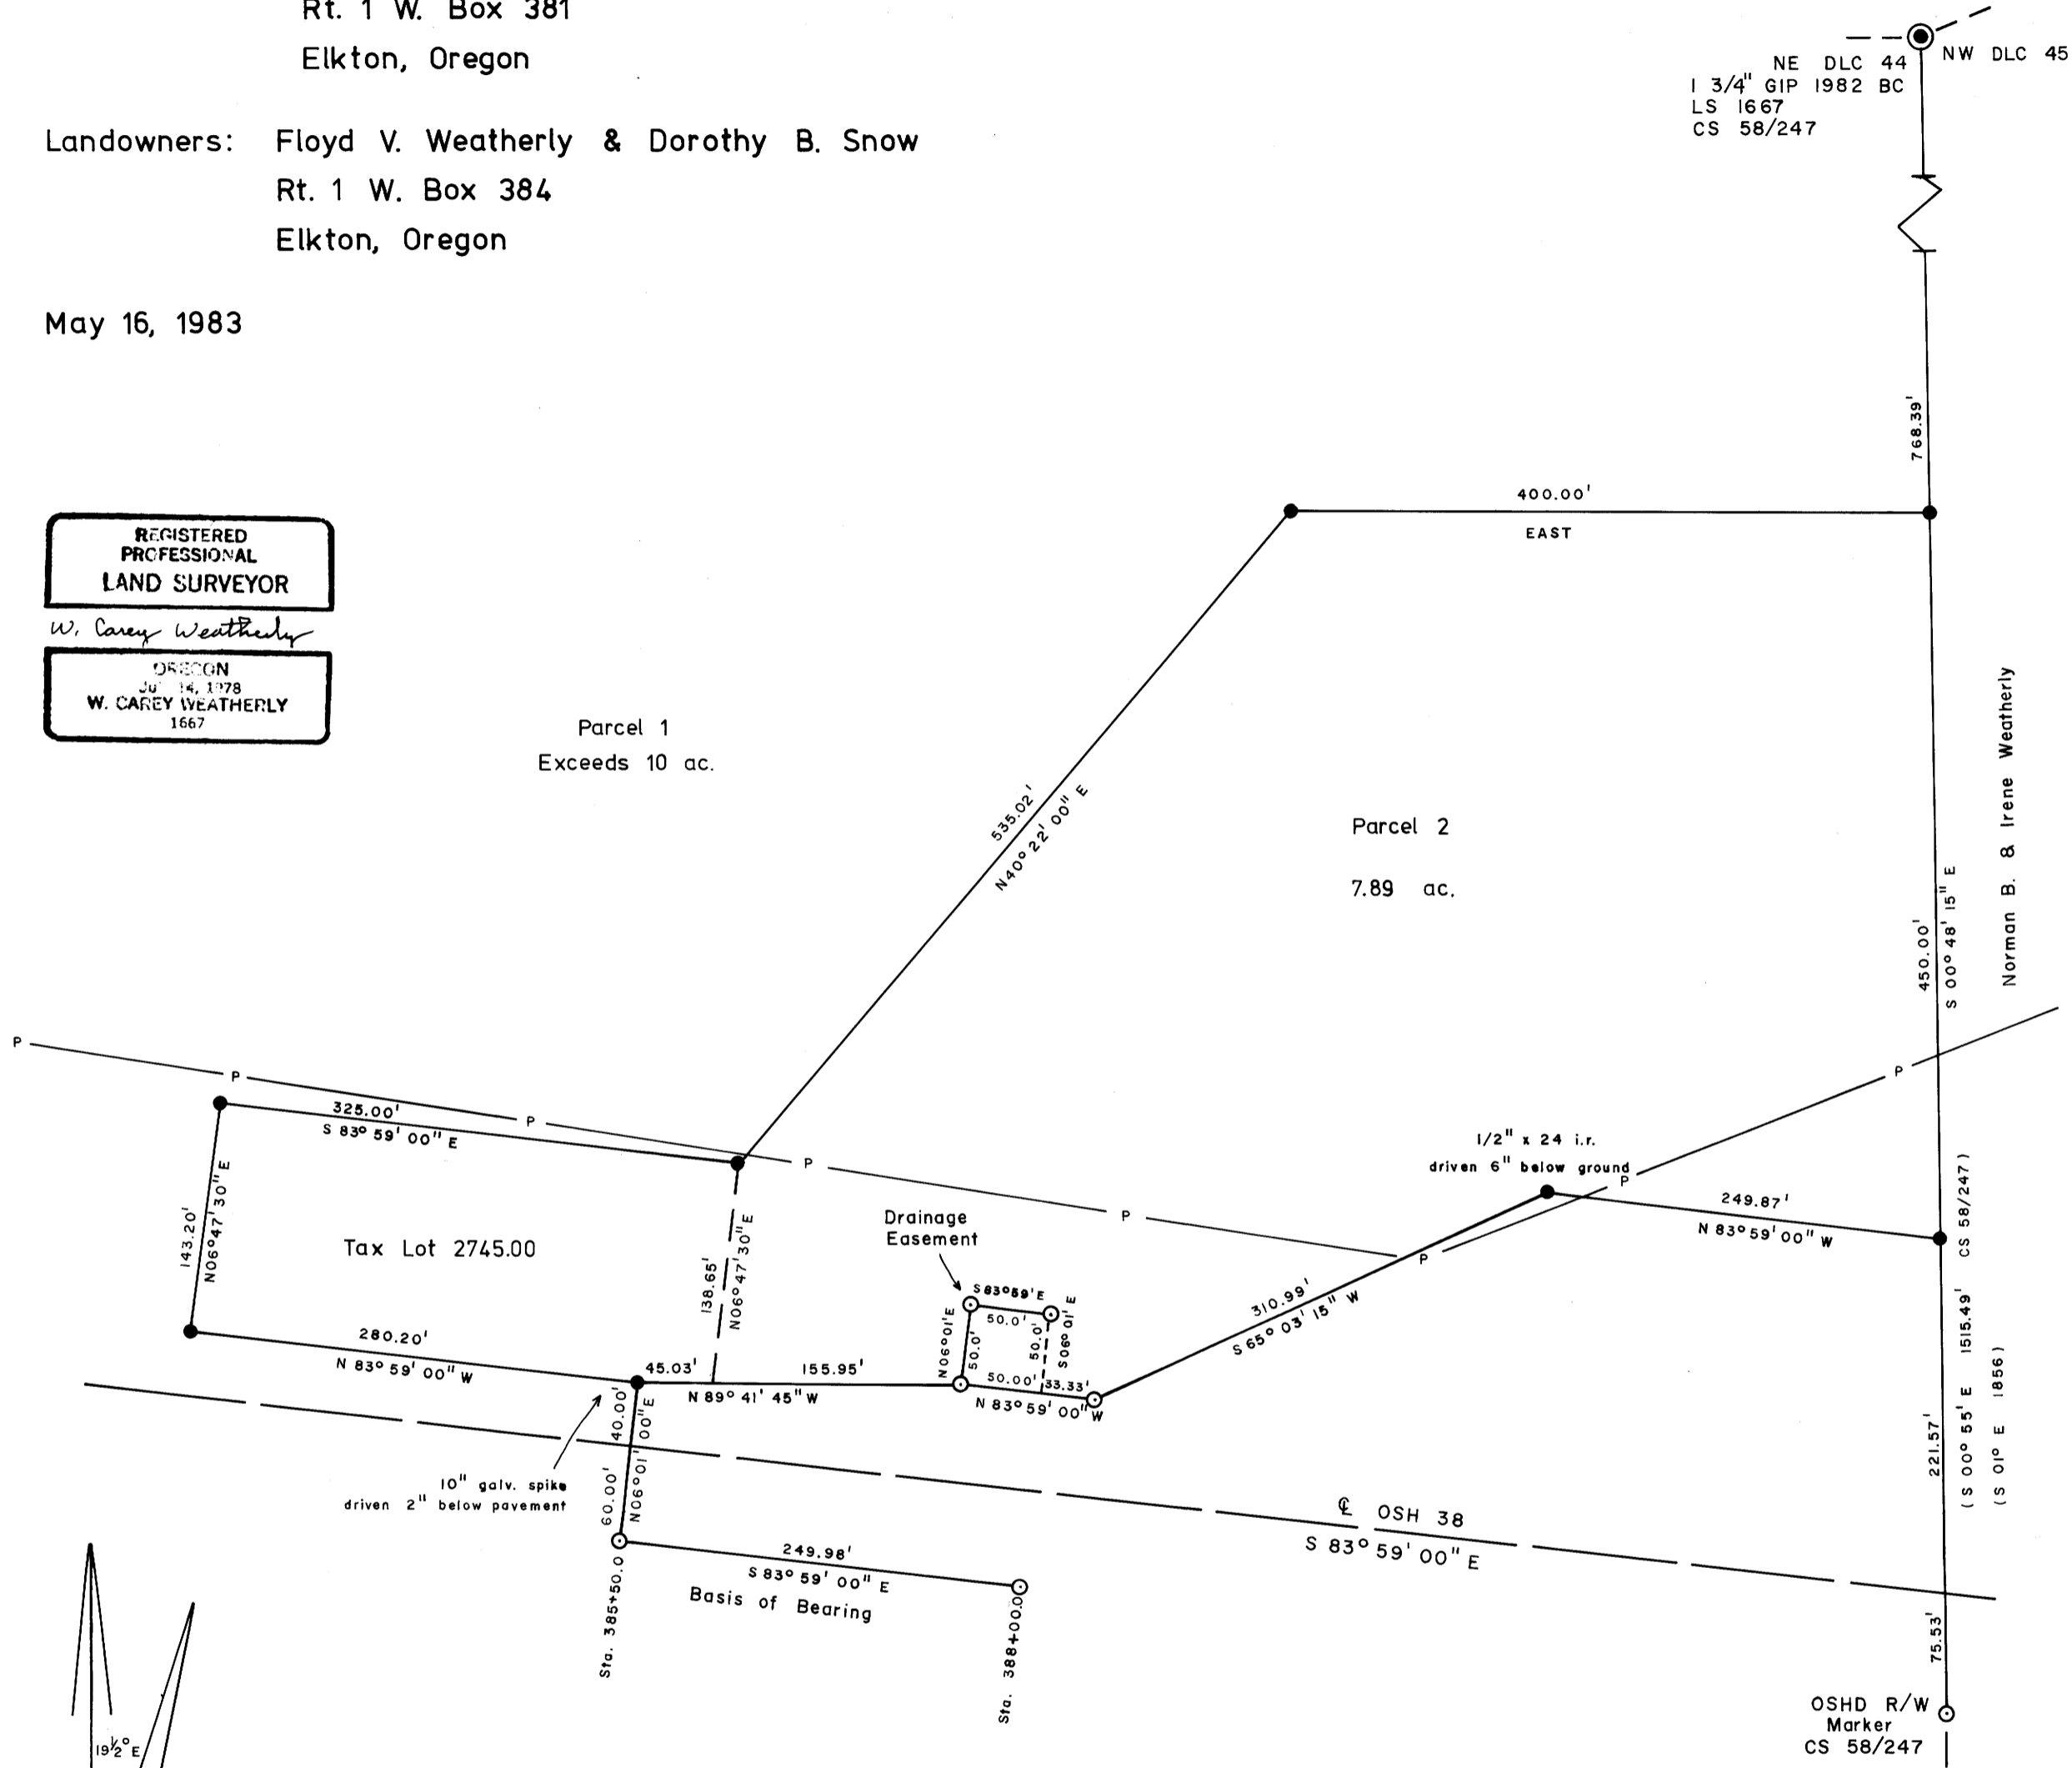 Rt. 1 W. Box 381
Elkton, Oregon
Landowners: Floyd V. Weatherly & Dorothy B. Snow
Rt. 1 W. Box 384
Elkton, Oregon
May 16, 1983
NE DLC 44
NW DLC 45
1 3/4" GIP 1982 BC
LS 1667
CS 58/247
768.39'
400.00'
EAST
REGISTERED
PROFESSIONAL
LAND SURVEYOR
W. Carey Weatherly
OREGON
14, 1978
W. CAREY WEATHERLY
1667
Parcel 1
Exceeds 10 ac.
535.02'
N40° 22' 00" E
Parcel 2
7.89 ac.
450.00'
S 00° 48' 15" E
Norman B. & Irene Weatherly
P
P
P
P
P
P
P
P
325.00'
S 83° 59' 00" E
143.20'
N06°47'30"E
Tax Lot 2745.00
138.65'
N06°47'30"E
280.20'
N 83° 59' 00" W
45.03'
155.95'
N 89° 41' 45" W
Drainage
Easement
S 83°59' E
50.0'
N06°01'E
50.0'
50.0'
S06°01' E
50.00'
33.33'
N 83°59' 00" W
310.99'
S 65° 03' 15" W
1/2" x 24 i.r.
driven 6" below ground
249.87'
N 83°59' 00" W
CS 58/247)
1515.49'
(S 00° 55' E
(S 01° E 1856)
221.57'
40.00'
60.00'
N06°01' 00"E
10" galv. spike
driven 2" below pavement
249.98'
S 83° 59' 00" E
Basis of Bearing
Sta. 385+50.0
Sta. 388+00.0
℄ OSH 38
S 83° 59' 00" E
75.53'
OSHD R/W
Marker
CS 58/247
19½° E